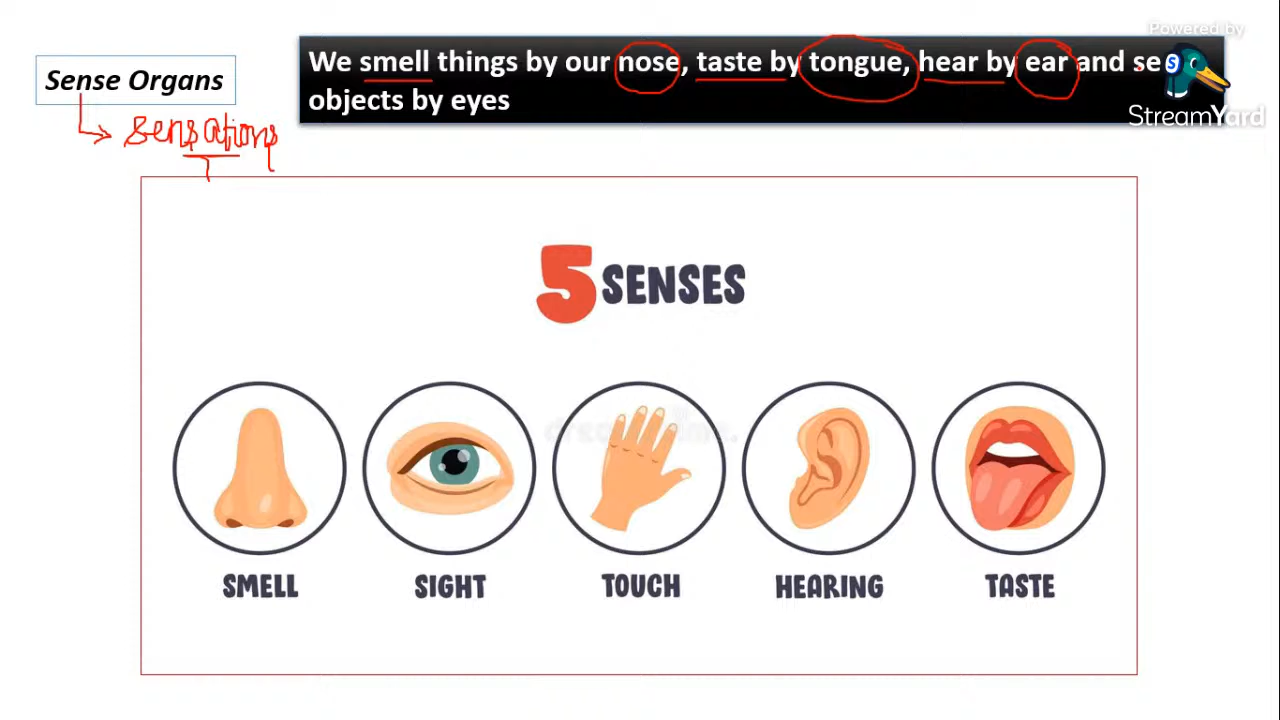 Powered by
StreamYard
We smell things by our nose, taste by tongue, hear by ear and se
objects by eyes
Sense Organs
sensations
5 SENSES
SMELL
SIGHT
TOUCH
HEARING
TASTE